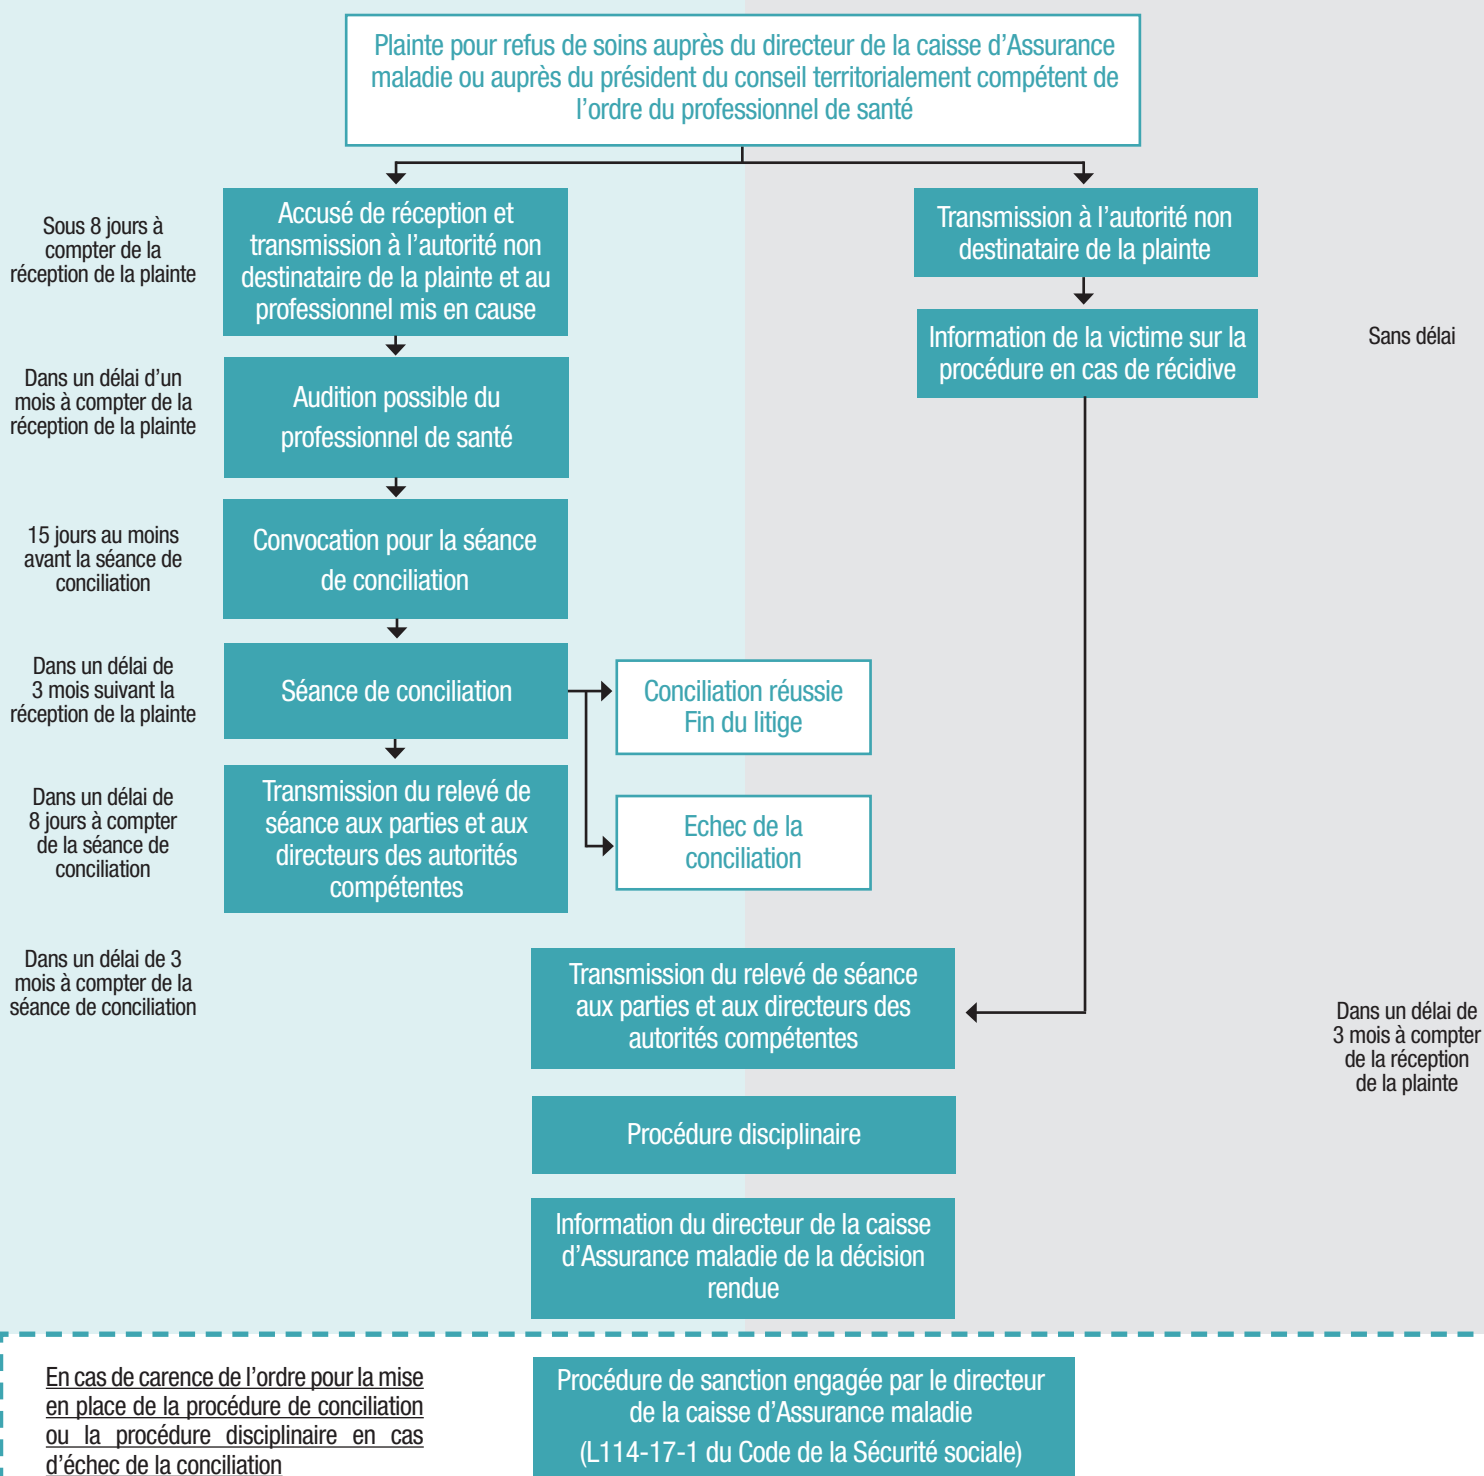 Plainte pour refus de soins auprès du directeur de la caisse d’Assurance
maladie ou auprès du président du conseil territorialement compétent de
l’ordre du professionnel de santé
Sous 8 jours à
compter de la
réception de la plainte
Accusé de réception et
transmission à l’autorité non
destinataire de la plainte et au
professionnel mis en cause
Transmission à l’autorité non
destinataire de la plainte
Information de la victime sur la
procédure en cas de récidive
Sans délai
Dans un délai d’un
mois à compter de la
réception de la plainte
Audition possible du
professionnel de santé
15 jours au moins
avant la séance de
conciliation
Convocation pour la séance
de conciliation
Dans un délai de
3 mois suivant la
réception de la plainte
Séance de conciliation
Conciliation réussie
Fin du litige
Dans un délai de
8 jours à compter
de la séance de
conciliation
Transmission du relevé de
séance aux parties et aux
directeurs des autorités
compétentes
Echec de la
conciliation
Dans un délai de 3
mois à compter de la
séance de conciliation
Transmission du relevé de séance
aux parties et aux directeurs des
autorités compétentes
Dans un délai de
3 mois à compter
de la réception
de la plainte
Procédure disciplinaire
Information du directeur de la caisse
d’Assurance maladie de la décision
rendue
En cas de carence de l’ordre pour la mise
en place de la procédure de conciliation
ou la procédure disciplinaire en cas
d’échec de la conciliation
Procédure de sanction engagée par le directeur
de la caisse d’Assurance maladie
(L114-17-1 du Code de la Sécurité sociale)